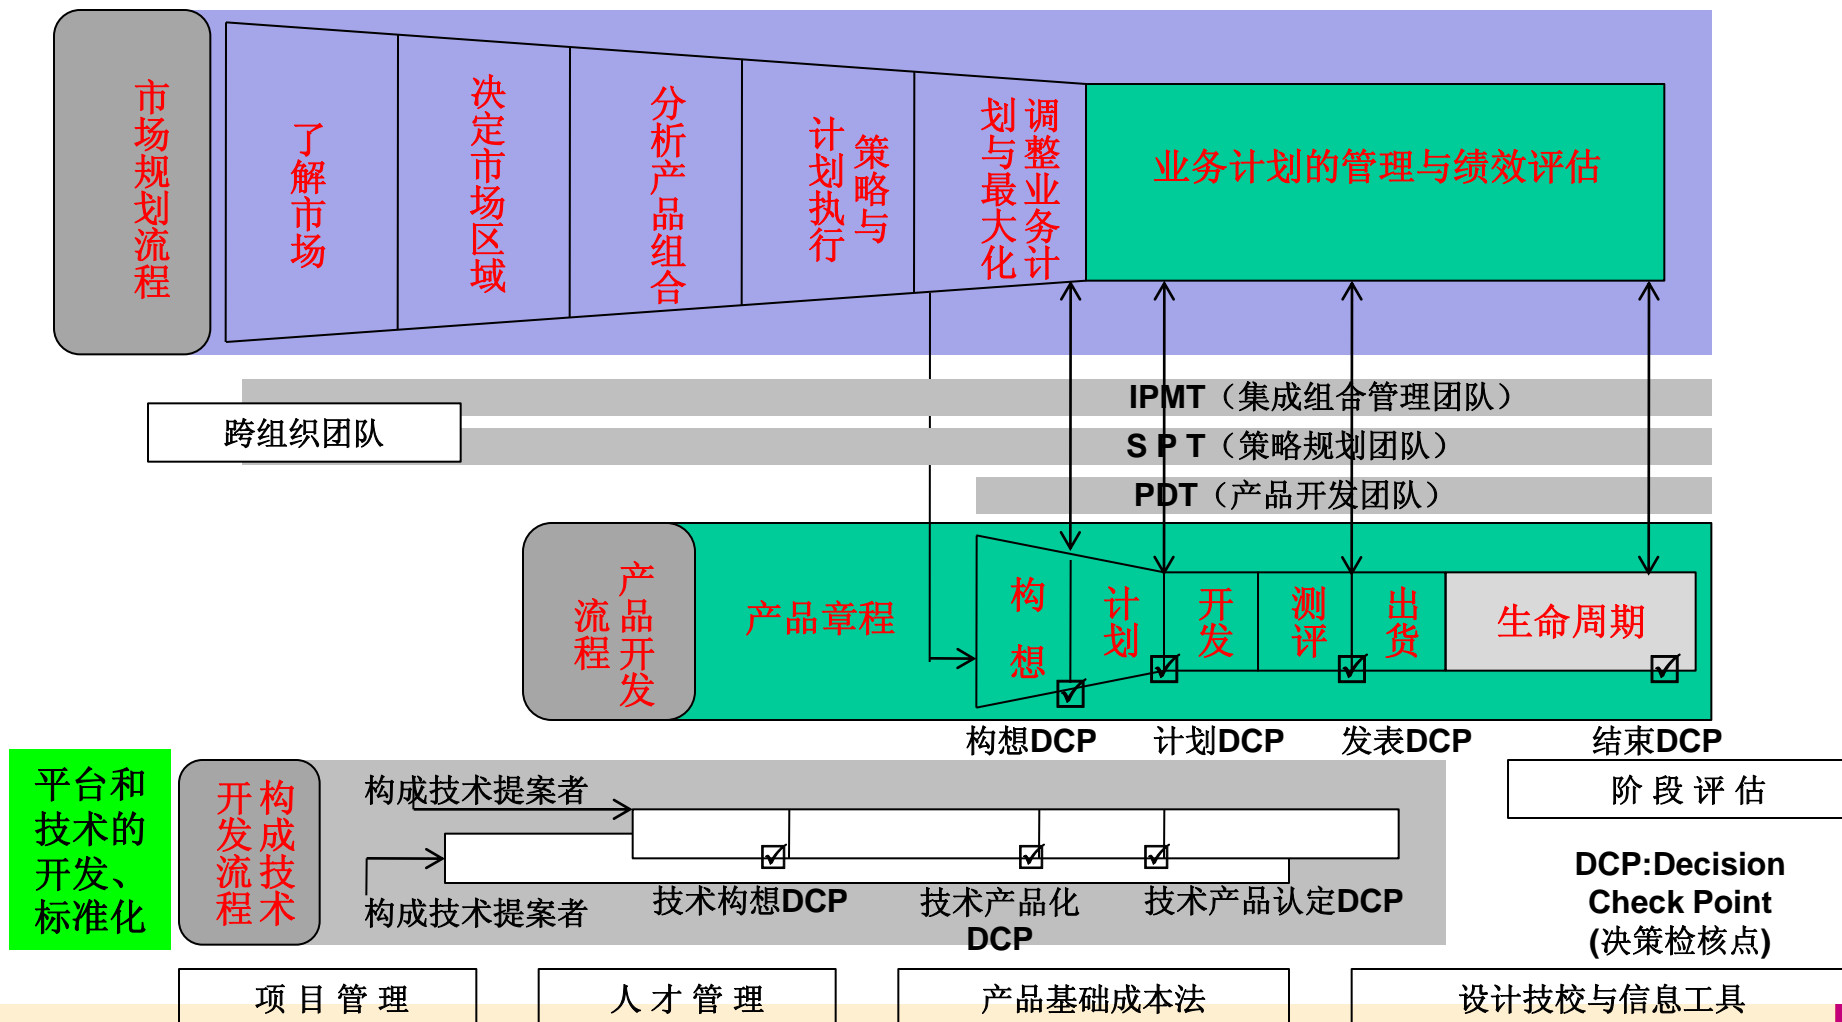 市场规划流程
了解市场
决定市场区域
分析产品组合
策略与
计划执行
调整业务计
划与最大化
业务计划的管理与绩效评估
IPMT（集成组合管理团队）
跨组织团队
S P T（策略规划团队）
PDT（产品开发团队）
产品开发
流程
产品章程
构想
计划
开发
测评
出货
生命周期
构想DCP
计划DCP
发表DCP
结束DCP
平台和
技术的
开发、
标准化
构成技术
开发流程
构成技术提案者
构成技术提案者
技术构想DCP
技术产品化
DCP
技术产品认定DCP
阶 段 评 估
DCP:Decision
Check Point
(决策检核点)
项 目 管 理
人 才 管 理
产品基础成本法
设计技校与信息工具